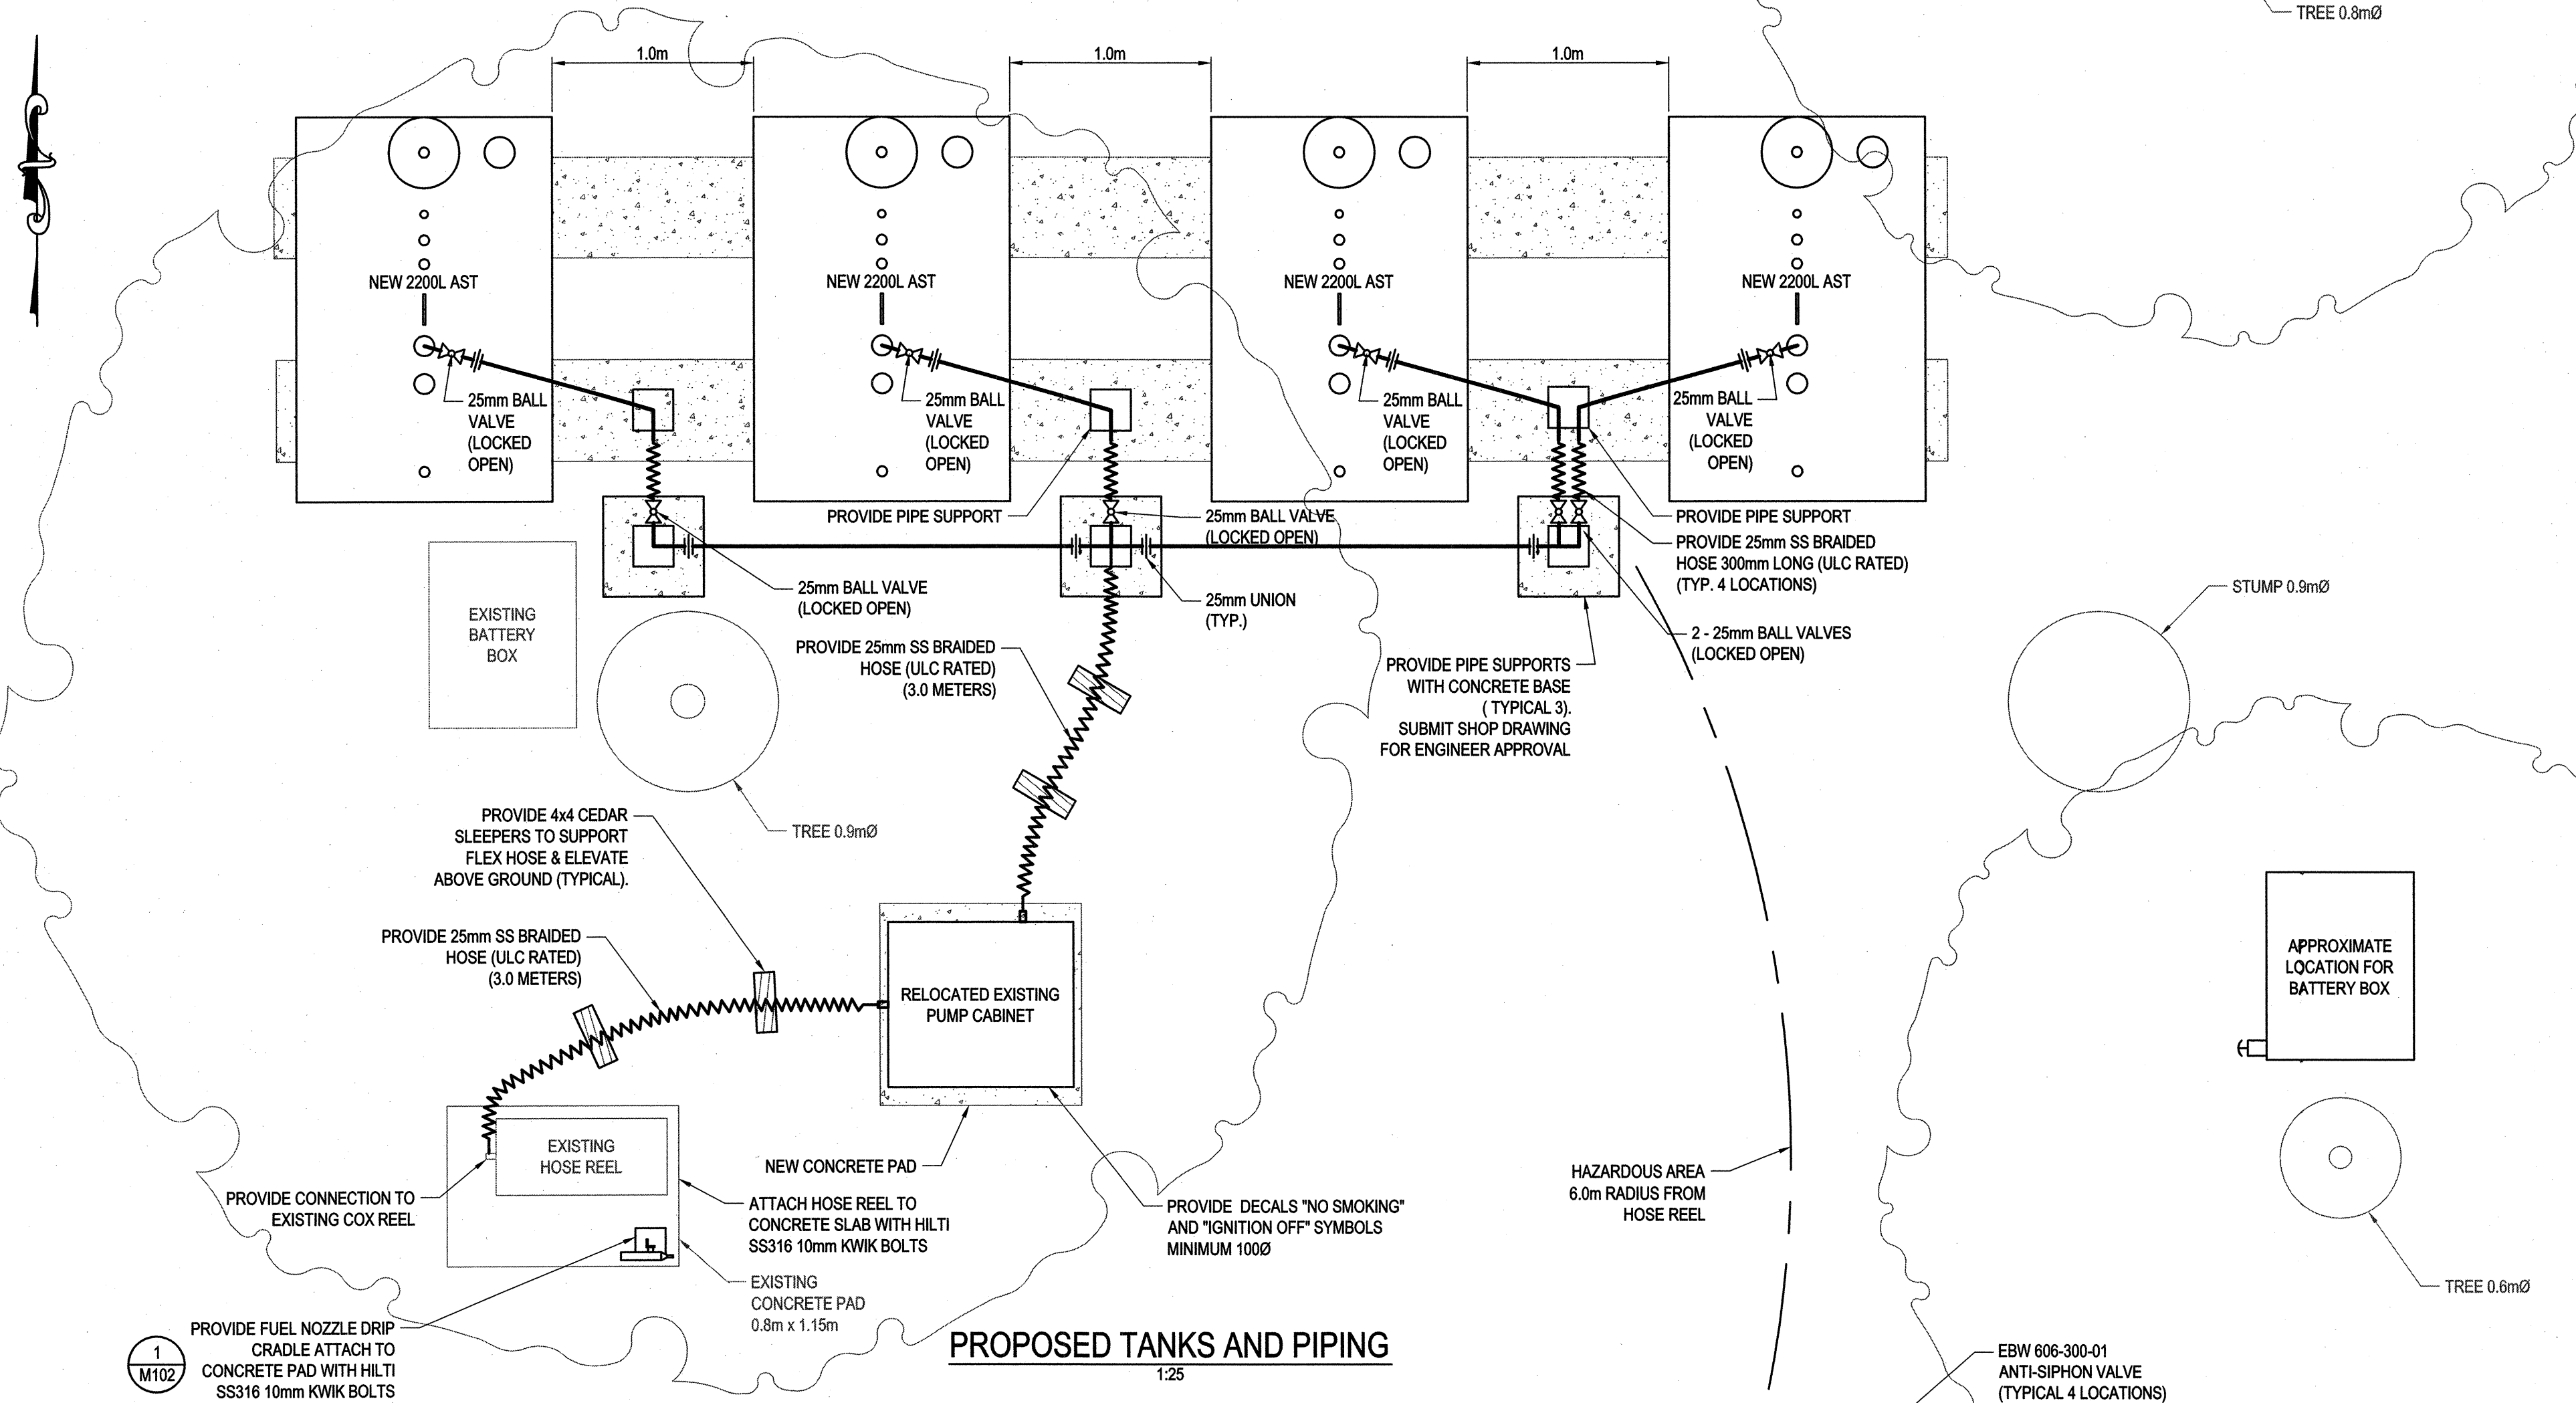 TREE 0.8mØ
1.0m
1.0m
1.0m
NEW 2200L AST
NEW 2200L AST
NEW 2200L AST
NEW 2200L AST
25mm BALL
VALVE
(LOCKED
OPEN)
25mm BALL
VALVE
(LOCKED
OPEN)
25mm BALL
VALVE
(LOCKED
OPEN)
25mm BALL
VALVE
(LOCKED
OPEN)
PROVIDE PIPE SUPPORT
25mm BALL VALVE
(LOCKED OPEN)
PROVIDE PIPE SUPPORT
PROVIDE 25mm SS BRAIDED
HOSE 300mm LONG (ULC RATED)
(TYP. 4 LOCATIONS)
25mm BALL VALVE
(LOCKED OPEN)
25mm UNION
(TYP.)
2 - 25mm BALL VALVES
(LOCKED OPEN)
STUMP 0.9mØ
EXISTING
BATTERY
BOX
PROVIDE 25mm SS BRAIDED
HOSE (ULC RATED)
(3.0 METERS)
PROVIDE PIPE SUPPORTS
WITH CONCRETE BASE
( TYPICAL 3).
SUBMIT SHOP DRAWING
FOR ENGINEER APPROVAL
TREE 0.9mØ
PROVIDE 4x4 CEDAR
SLEEPERS TO SUPPORT
FLEX HOSE & ELEVATE
ABOVE GROUND (TYPICAL).
PROVIDE 25mm SS BRAIDED
HOSE (ULC RATED)
(3.0 METERS)
RELOCATED EXISTING
PUMP CABINET
APPROXIMATE
LOCATION FOR
BATTERY BOX
EXISTING
HOSE REEL
NEW CONCRETE PAD
HAZARDOUS AREA
6.0m RADIUS FROM
HOSE REEL
PROVIDE CONNECTION TO
EXISTING COX REEL
ATTACH HOSE REEL TO
CONCRETE SLAB WITH HILTI
SS316 10mm KWIK BOLTS
PROVIDE DECALS "NO SMOKING"
AND "IGNITION OFF" SYMBOLS
MINIMUM 100Ø
EXISTING
CONCRETE PAD
0.8m x 1.15m
TREE 0.6mØ
1
M102
PROVIDE FUEL NOZZLE DRIP
CRADLE ATTACH TO
CONCRETE PAD WITH HILTI
SS316 10mm KWIK BOLTS
PROPOSED TANKS AND PIPING
1:25
EBW 606-300-01
ANTI-SIPHON VALVE
(TYPICAL 4 LOCATIONS)